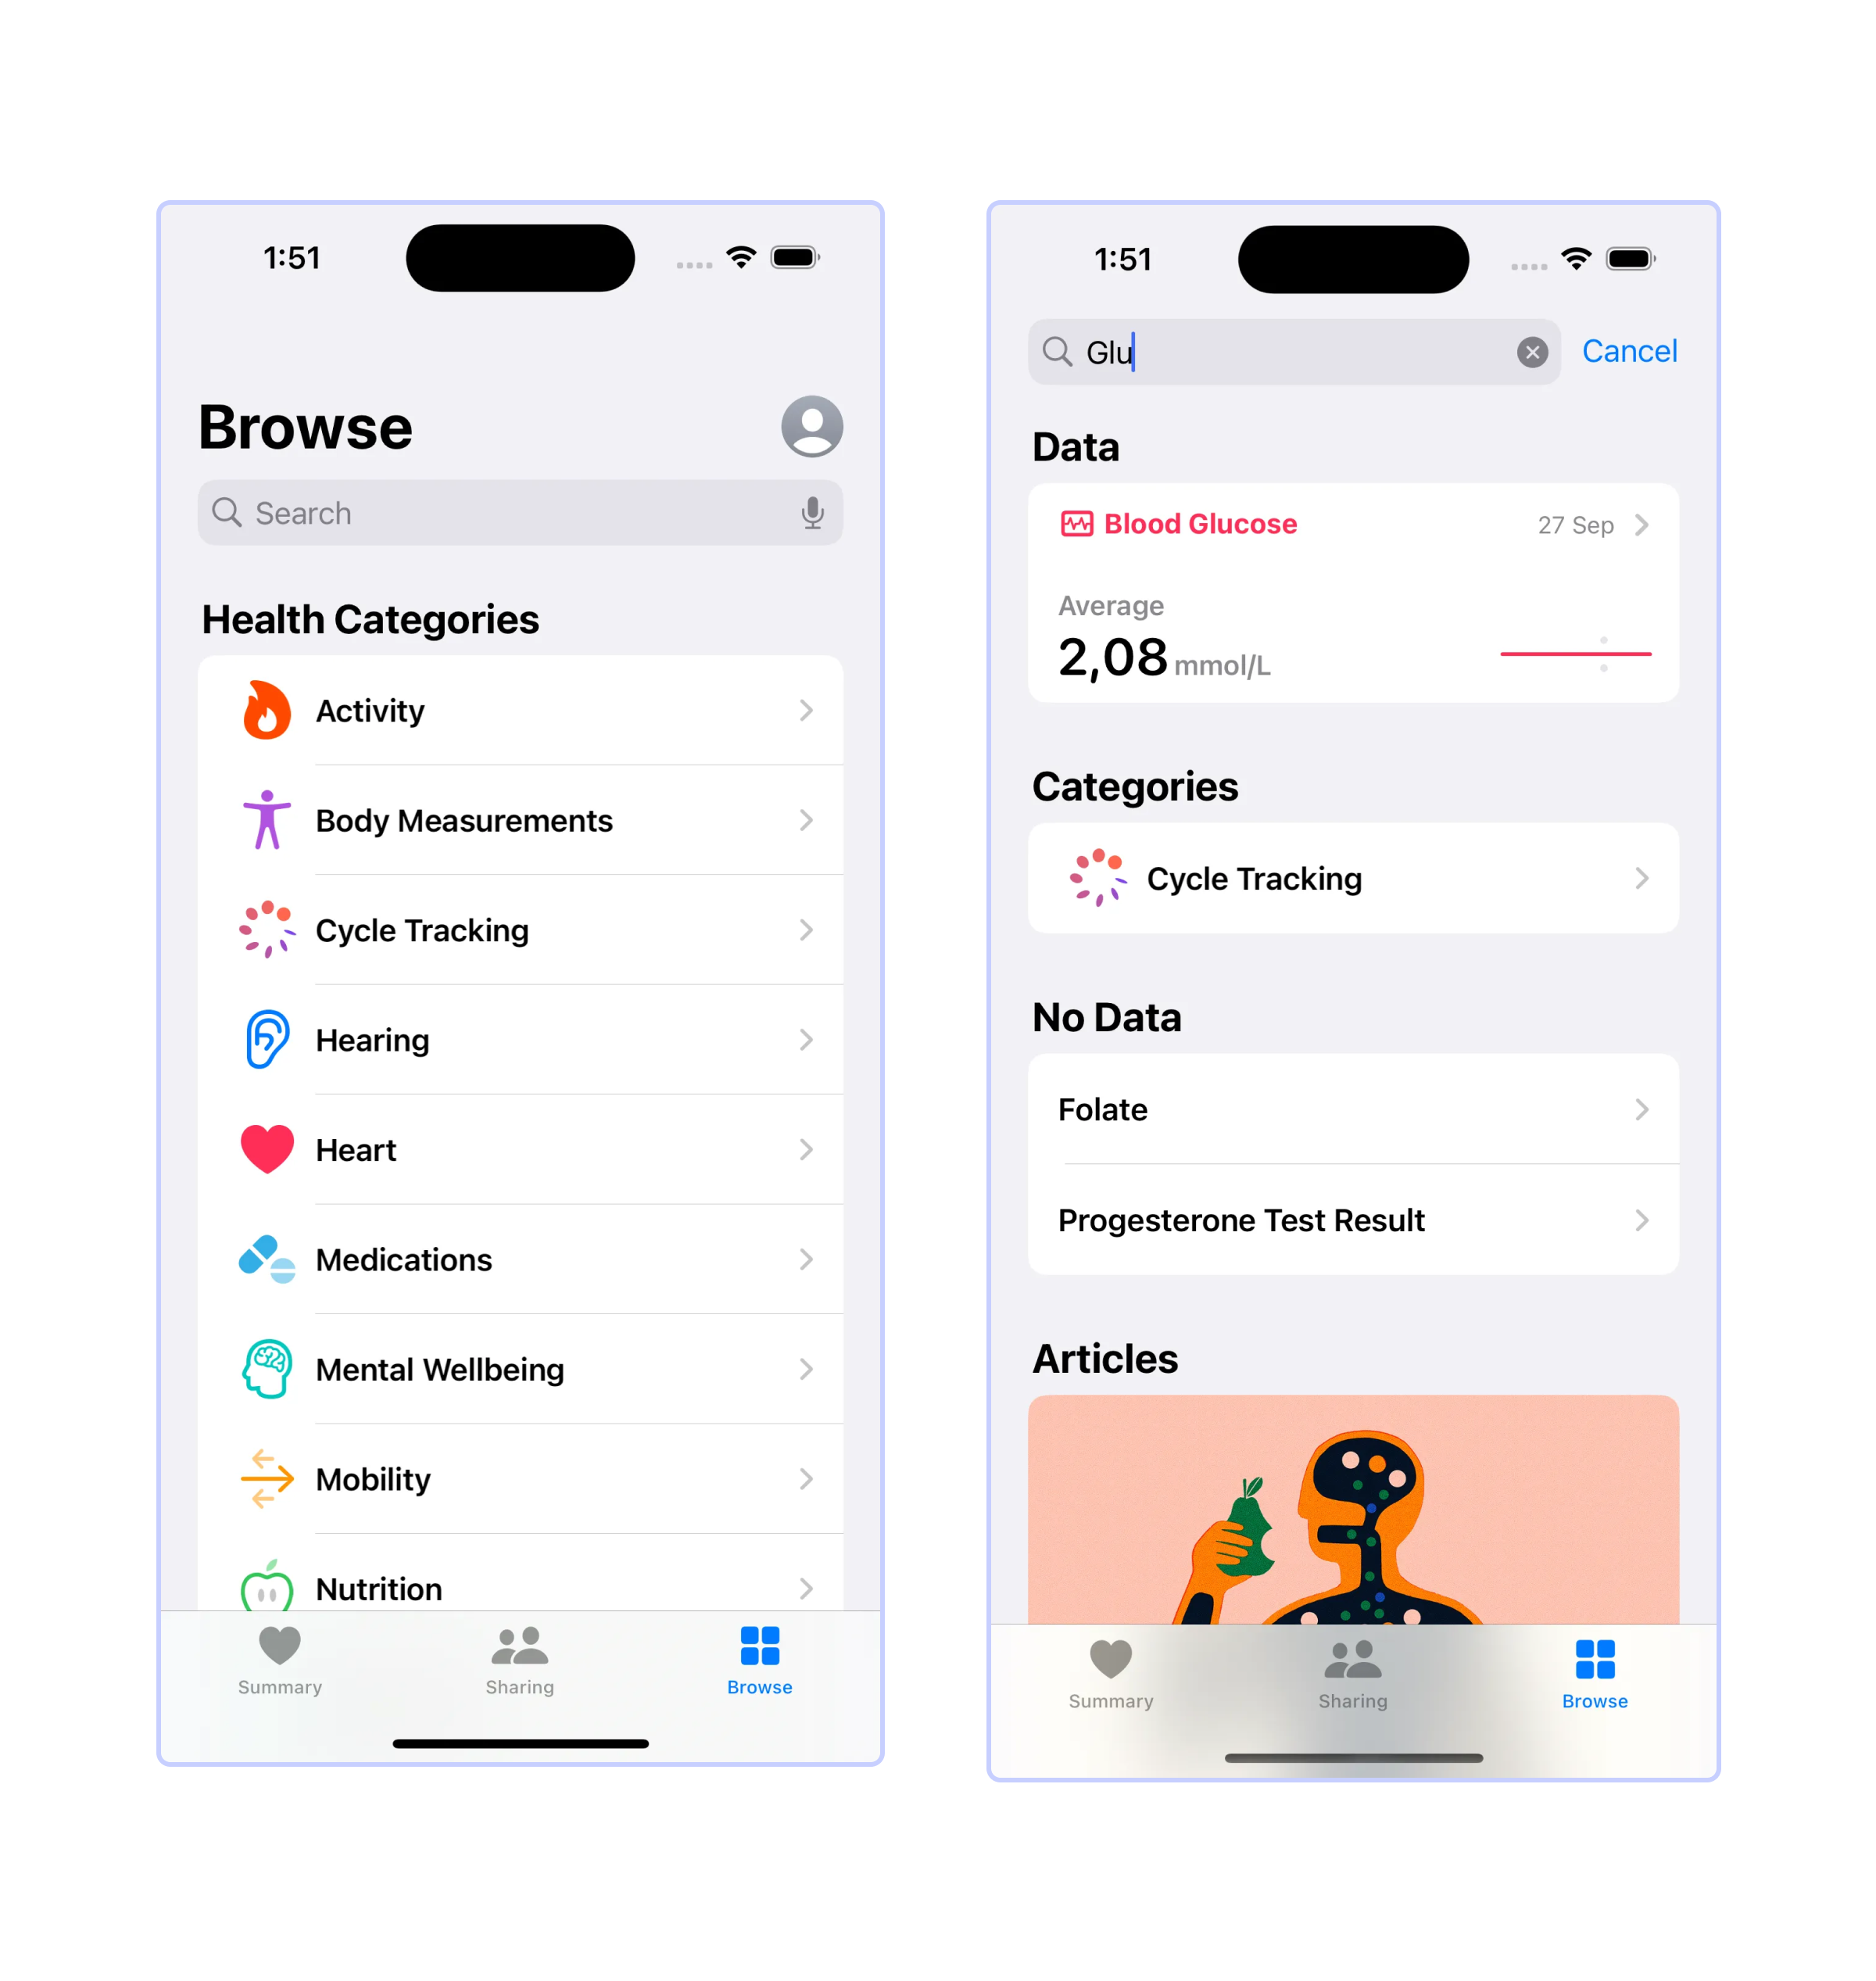 1:51
Browse
Search
Health Categories
Activity
Body Measurements
Cycle Tracking
Hearing
Heart
Medications
Mental Wellbeing
Mobility
Nutrition
Summary
Sharing
Browse
1:51
Glu
Cancel
Data
Blood Glucose
27 Sep
Average
2,08 mmol/L
Categories
Cycle Tracking
No Data
Folate
Progesterone Test Result
Articles
Summary
Sharing
Browse